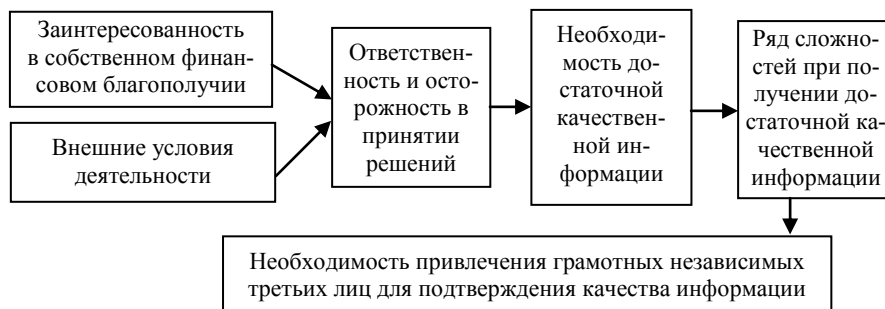 Заинтересованность
в собственном финан-
совом благополучии
Внешние условия
деятельности
Ответствен-
ность и осто-
рожность в
принятии
решений
Необходи-
мость до-
статочной
качествен-
ной ин-
формации
Ряд сложно-
стей при по-
лучении до-
статочной ка-
чественной
информации
Необходимость привлечения грамотных независимых
третьих лиц для подтверждения качества информации